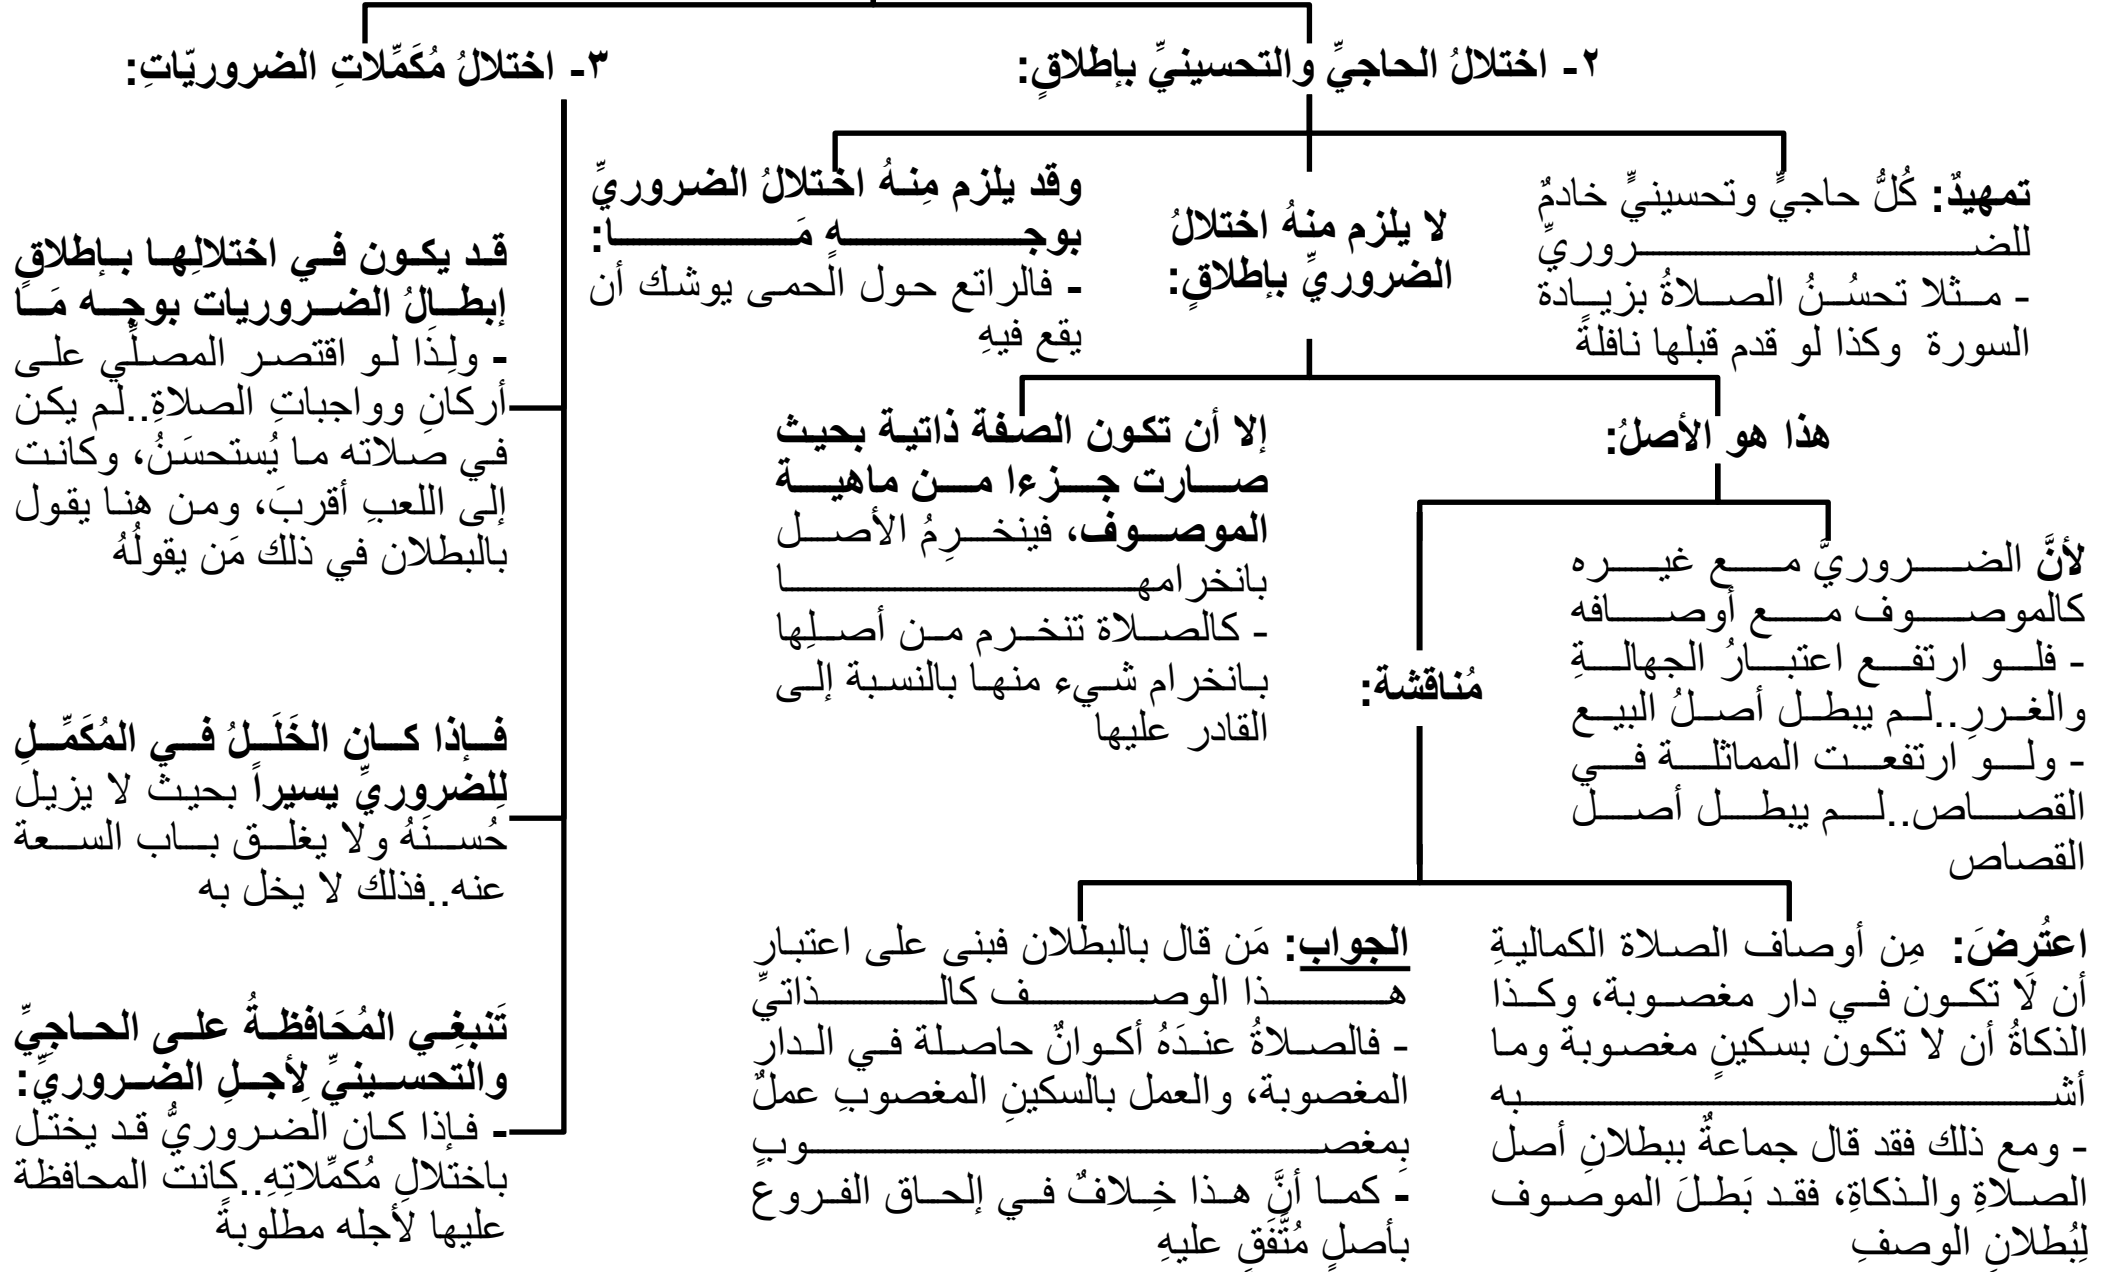 ٢- اختلالُ الحاجيِّ والتحسينيِّ بإطلاقٍ:
تمهيدٌ: كُلُّ حاجيٍّ وتحسينيٍّ خادمٌ
للضروريِّ
- مثلا تحسُنُ الصلاةُ بزيادة
السورة وكذا لو قدم قبلها نافلةً
لا يلزم منهُ اختلالُ
الضروريِّ بإطلاقٍ:
هذا هو الأصلُ:
لأنَّ الضروريَّ مع غيره
كالموصوف مع أوصافه
- فلو ارتفع اعتبارُ الجهالةِ
والغررِ..لم يبطل أصلُ البيع
- ولو ارتفعت المماثلة في
القصاص..لم يبطل أصل
القصاص
مُناقشة:
اعتُرِضَ: مِن أوصاف الصلاة الكماليةِ
أن لَا تكون في دار مغصوبة، وكذا
الذكاةُ أن لا تكون بسكينٍ مغصوبة وما
أشبه
- ومع ذلك فقد قال جماعةٌ ببطلانِ أصل
الصلاةِ والذكاةِ، فقد بَطلَ الموصوف
لِبُطلانِ الوصفِ
الجواب: مَن قال بالبطلان فبنى على اعتبار
هذا الوصف كالذاتيِّ
- فالصلاةُ عندَهُ أكوانٌ حاصلة في الدار
المغصوبة، والعمل بالسكينِ المغصوبِ عملٌ
بِمغصوبٍ
- كما أنَّ هذا خِلافٌ في إلحاق الفروع
بأصلٍ مُتَّفَقٍ عليهِ
إلا أن تكون الصفة ذاتية بحيث
صارت جزءا من ماهية
الموصوف، فينخرِمُ الأصل
بانخرامها
- كالصلاة تنخرم من أصلِها
بانخرام شيء منها بالنسبة إلى
القادر عليها
وقد يلزم مِنهُ اختلالُ الضروريِّ
بوجهٍ مَا:
- فالراتع حول الحمى يوشك أن
يقع فيهِ
٣- اختلالُ مُكَمِّلاتِ الضروريّاتِ:
قد يكون في اختلالِها بإطلاقٍ
إبطالُ الضروريات بوجه مَا
- ولِذَا لو اقتصر المصلِّي على
أركانِ وواجباتِ الصلاةِ..لم يكن
في صلاته ما يُستحسَنُ، وكانت
إلى اللعبِ أقربَ، ومن هنا يقول
بالبطلان في ذلك مَن يقولُهُ
فإذا كان الخَلَلُ في المُكَمِّلِ
لِلضروريِّ يسيراً بحيث لا يزيل
حُسنَهُ ولا يغلق باب السعة
عنه..فذلك لا يخل به
تَنبغِي المُحَافظةُ على الحاجيِّ
والتحسينيِّ لِأجلِ الضروريِّ:
- فإذا كان الضروريُّ قد يختل
باختلالِ مُكمِّلاتِهِ..كانت المحافظة
عليها لأجله مطلوبةً